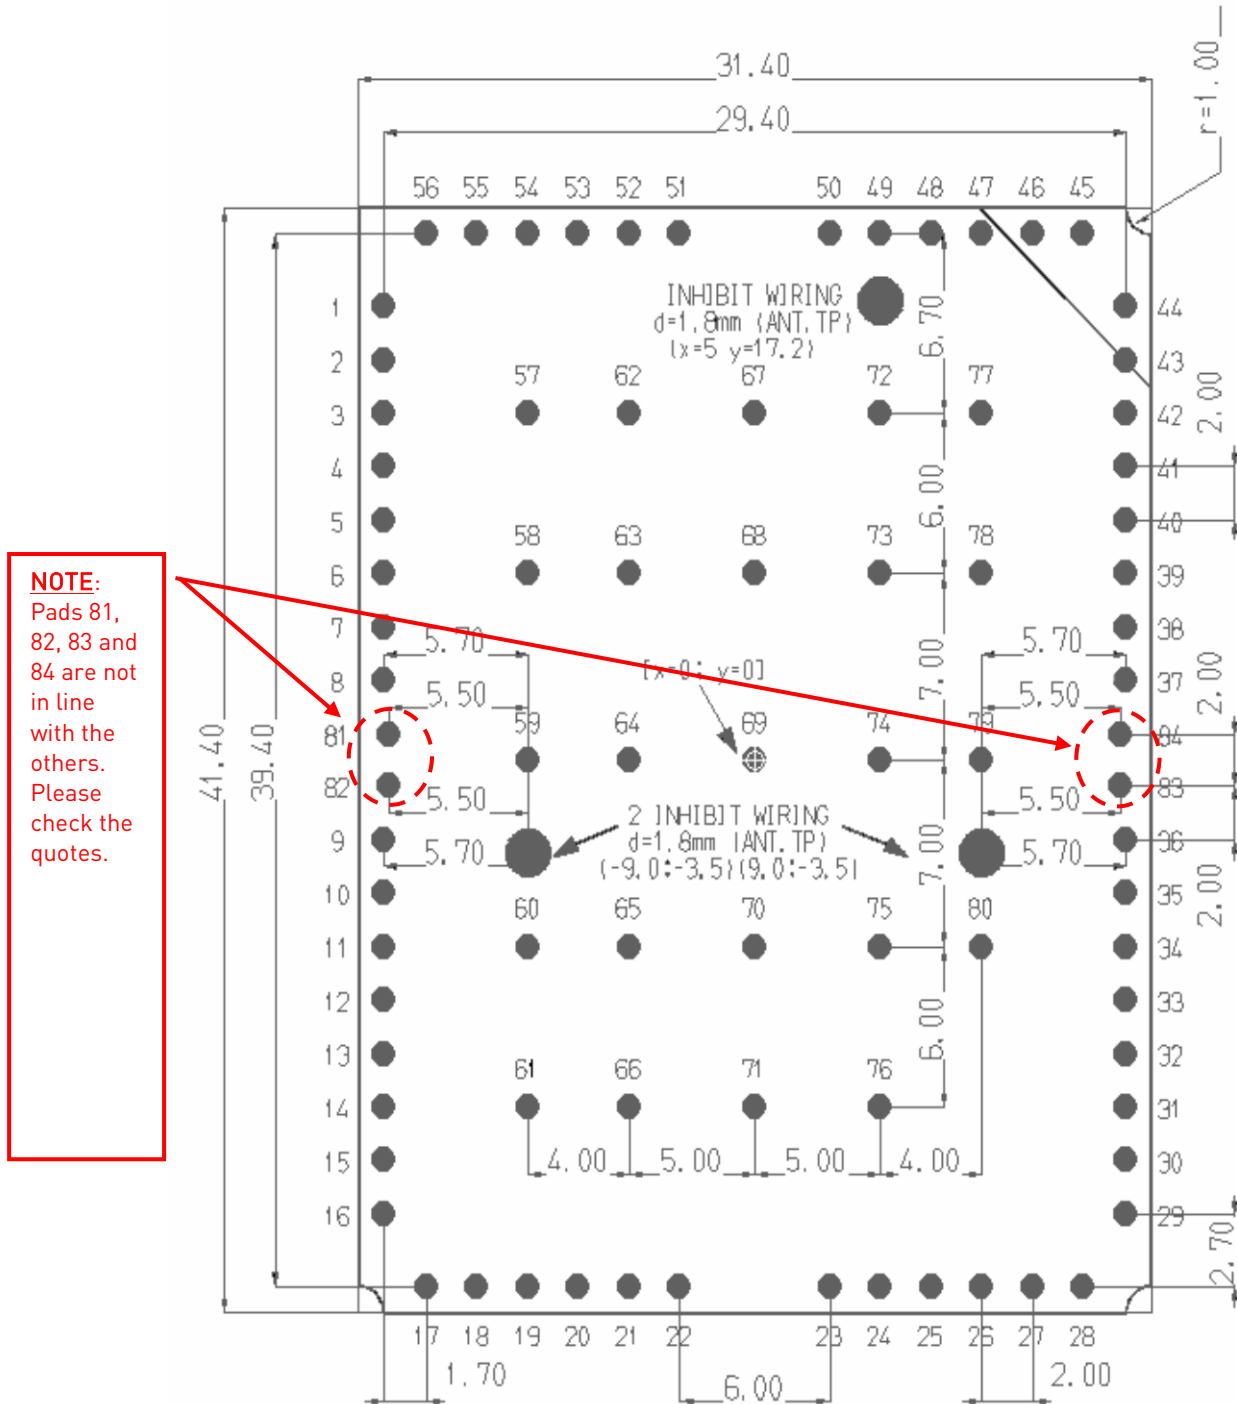 31.40
29.40
r=1.00
56 55 54 53 52 51 50 49 48 47 46 45
INHIBIT WIRING
d=1.8mm (ANT.TP)
(x=5 y=17.2)
6.70
1 44
2 43
57 62 67 72 77
3 42
2.00
4 41
6.00
5 40
58 63 68 73 78
6 39
7 38
5.70 5.70
[x=0; y=0]
7.00
8 37
5.50 5.50
2.00
59 64 69 74 79
81 84
82 83
5.50 5.50
41.40
39.40
NOTE:
Pads 81,
82, 83 and
84 are not
in line
with the
others.
Please
check the
quotes.
2 INHIBIT WIRING
d=1.8mm (ANT.TP)
(-9.0;-3.5)(9.0;-3.5)
9 36
5.70 5.70
7.00
2.00
10 35
60 65 70 75 80
11 34
12 33
6.00
13 32
61 66 71 76
14 31
4.00 5.00 5.00 4.00
15 30
16 29
2.70
17 18 19 20 21 22 23 24 25 26 27 28
1.70
6.00
2.00